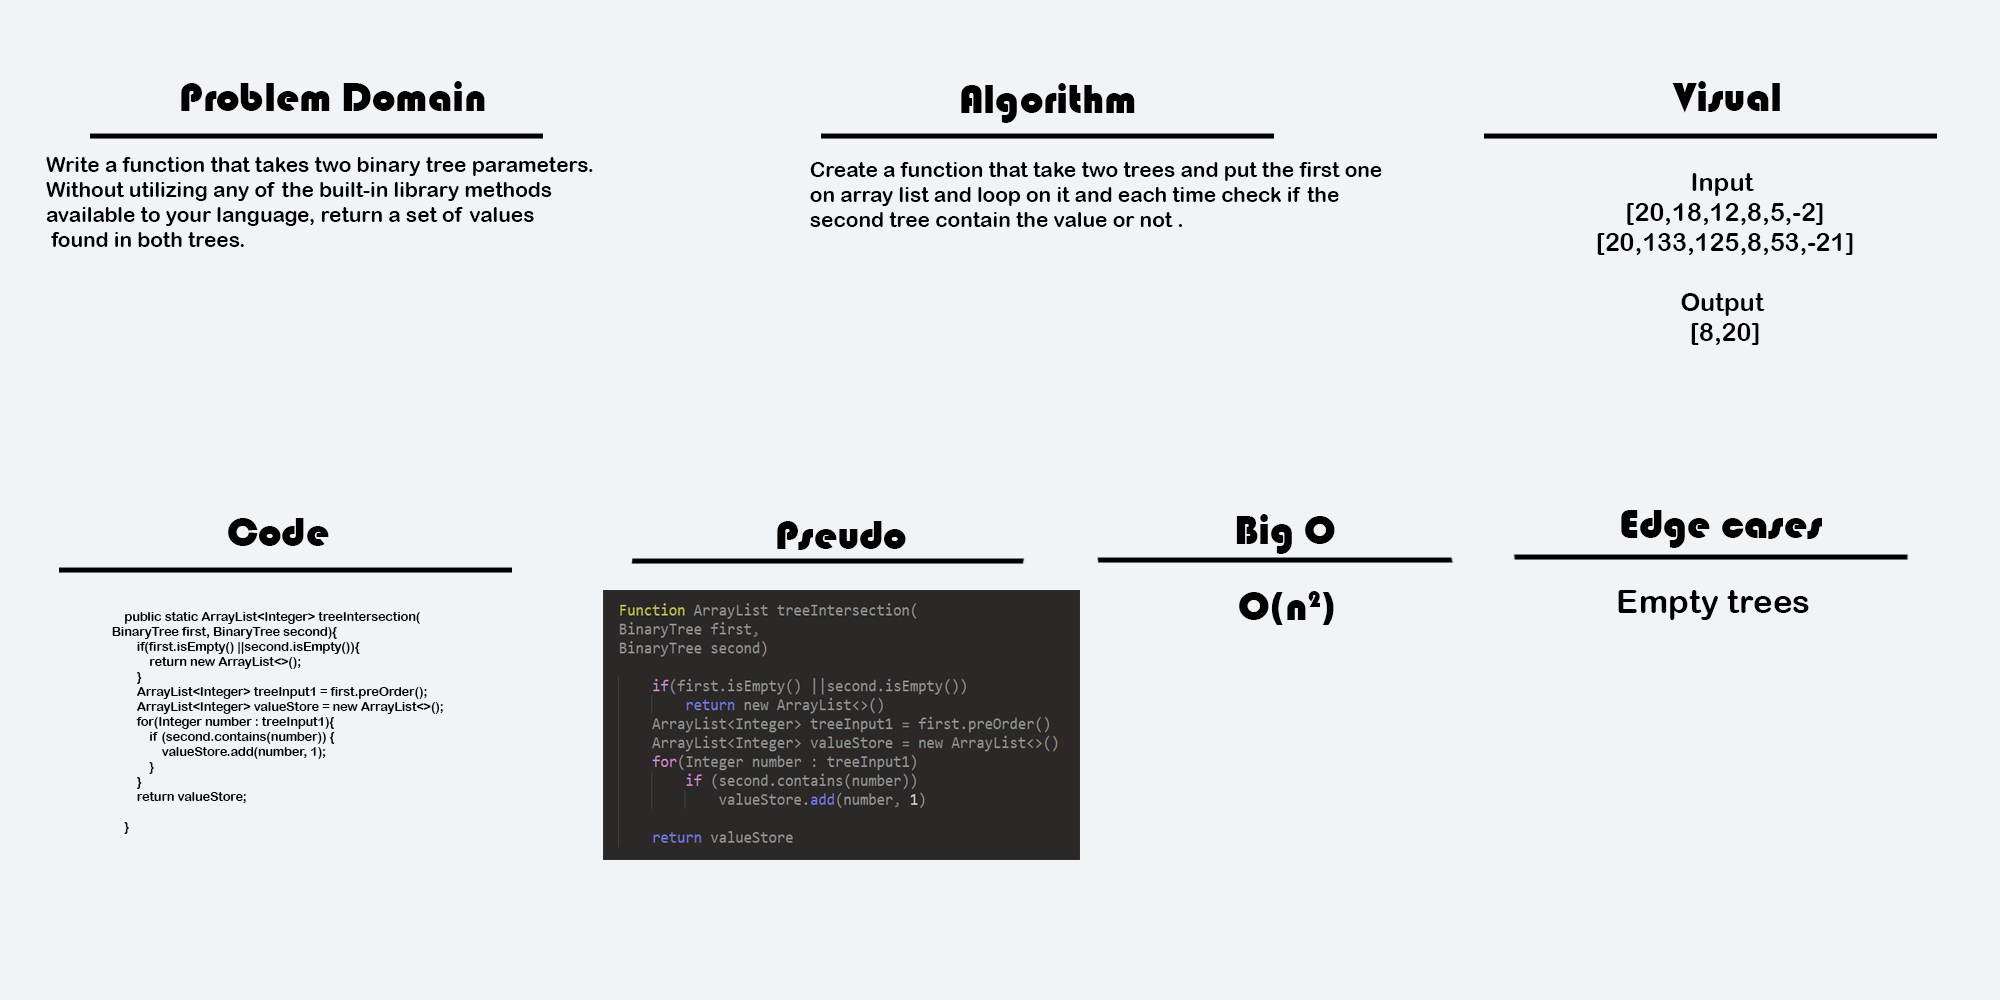 Problem Domain
Write a function that takes two binary tree parameters.
Without utilizing any of the built-in library methods
available to your language, return a set of values
found in both trees.
Algorithm
Create a function that take two trees and put the first one
on array list and loop on it and each time check if the
second tree contain the value or not .
Visual
Input
[20,18,12,8,5,-2]
[20,133,125,8,53,-21]
Output
[8,20]
Code
public static ArrayList<Integer> treeIntersection(
BinaryTree first, BinaryTree second){
if(first.isEmpty() ||second.isEmpty()){
return new ArrayList<>();
}
ArrayList<Integer> treeInput1 = first.preOrder();
ArrayList<Integer> valueStore = new ArrayList<>();
for(Integer number : treeInput1){
if (second.contains(number)) {
valueStore.add(number, 1);
}
}
return valueStore;
}
Pseudo
Function ArrayList treeIntersection(
BinaryTree first,
BinaryTree second)
if(first.isEmpty() ||second.isEmpty())
return new ArrayList<>()
ArrayList<Integer> treeInput1 = first.preOrder()
ArrayList<Integer> valueStore = new ArrayList<>()
for(Integer number : treeInput1)
if (second.contains(number))
valueStore.add(number, 1)
return valueStore
Big O
O(n²)
Edge cases
Empty trees